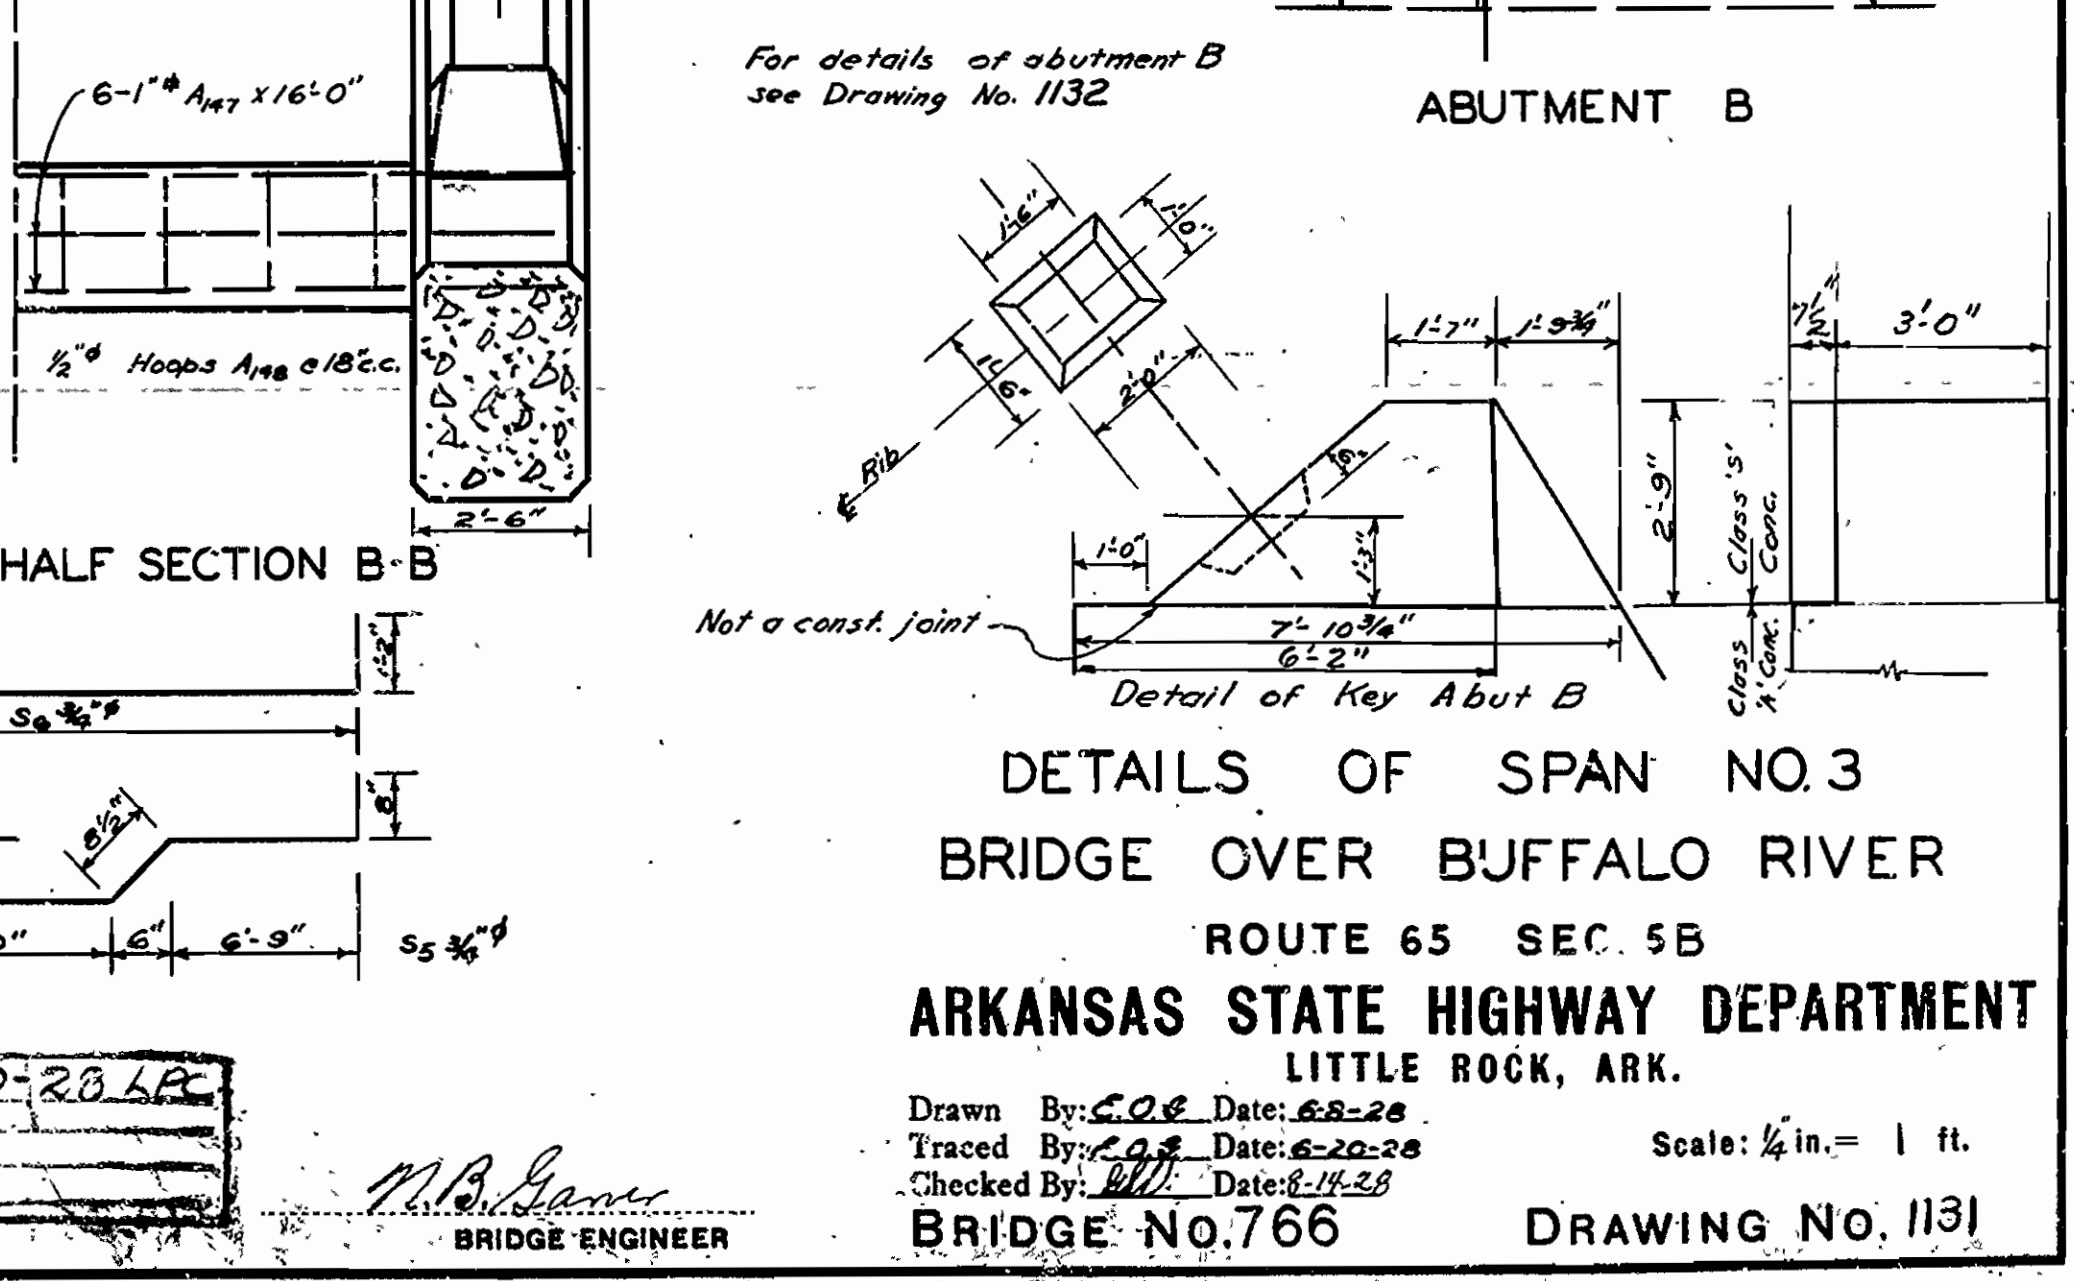 6-1"⌀ A147 x 16'-0"
½"ϕ Hoops A148 @ 18"c.c.
2'-6"
HALF SECTION B-B
1'-2"
¾"ϕ
8"
8½"
6"
6'-9"
S5 ¾"ϕ
For details of abutment B
see Drawing No. 1132
ABUTMENT B
1'-6"
1'-0"
1'-6"
2'-0"
℄ Rib
1'-7"
1'-9¾"
7½"
3'-0"
6"
1'-0"
1'-3"
2'-9"
Class 'S'
Conc.
Class
'A' Conc.
Not a const. joint
7'-10¾"
6'-2"
Detail of Key Abut B
DETAILS OF SPAN NO. 3
BRIDGE OVER BUFFALO RIVER
ROUTE 65 SEC. 5B
ARKANSAS STATE HIGHWAY DEPARTMENT
LITTLE ROCK, ARK.
Drawn By: Date: 6-8-28
Traced By: Date: 6-20-28
Checked By: Date: 8-14-28
Scale: ¼" in. = 1 ft.
BRIDGE NO. 766
DRAWING NO. 1131
-28 LPC
N.B. Garver
BRIDGE ENGINEER